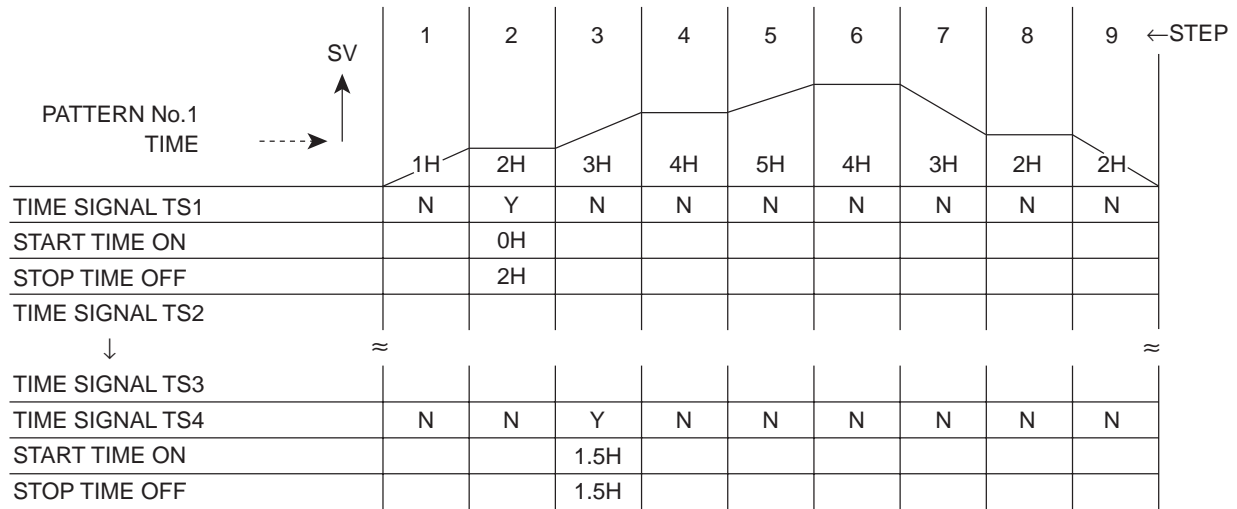 1 2 3 4 5 6 7 8 9 ←STEP
SV
PATTERN No.1
TIME
1H 2H 3H 4H 5H 4H 3H 2H 2H
TIME SIGNAL TS1 N Y N N N N N N N
START TIME ON 0H
STOP TIME OFF 2H
TIME SIGNAL TS2
↓ ≈ ≈
TIME SIGNAL TS3
TIME SIGNAL TS4 N N Y N N N N N N
START TIME ON 1.5H
STOP TIME OFF 1.5H